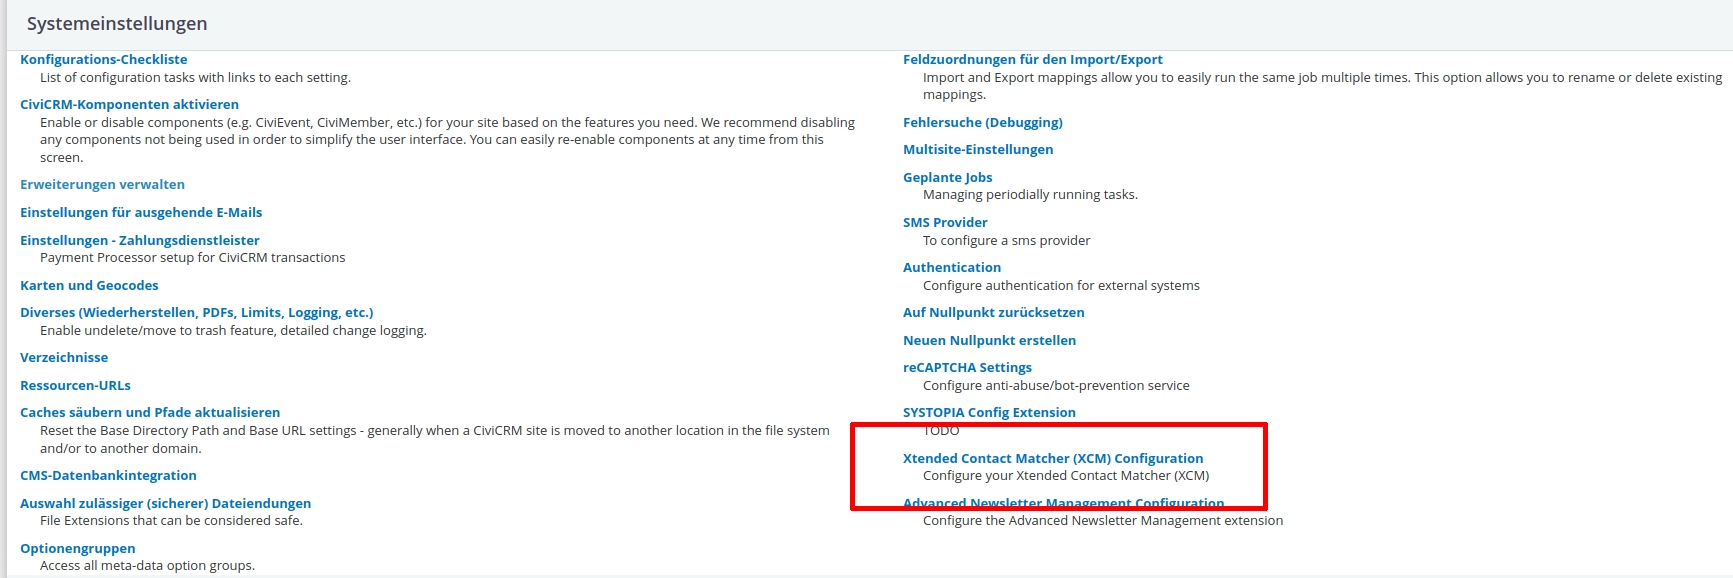 Systemeinstellungen
Konfigurations-Checkliste
List of configuration tasks with links to each setting.
CiviCRM-Komponenten aktivieren
Enable or disable components (e.g. CiviEvent, CiviMember, etc.) for your site based on the features you need. We recommend disabling
any components not being used in order to simplify the user interface. You can easily re-enable components at any time from this
screen.
Erweiterungen verwalten
Einstellungen für ausgehende E-Mails
Einstellungen - Zahlungsdienstleister
Payment Processor setup for CiviCRM transactions
Karten und Geocodes
Diverses (Wiederherstellen, PDFs, Limits, Logging, etc.)
Enable undelete/move to trash feature, detailed change logging.
Verzeichnisse
Ressourcen-URLs
Caches säubern und Pfade aktualisieren
Reset the Base Directory Path and Base URL settings - generally when a CiviCRM site is moved to another location in the file system
and/or to another domain.
CMS-Datenbankintegration
Auswahl zulässiger (sicherer) Dateiendungen
File Extensions that can be considered safe.
Optionengruppen
Access all meta-data option groups.
Feldzuordnungen für den Import/Export
Import and Export mappings allow you to easily run the same job multiple times. This option allows you to rename or delete existing
mappings.
Fehlersuche (Debugging)
Multisite-Einstellungen
Geplante Jobs
Managing periodially running tasks.
SMS Provider
To configure a sms provider
Authentication
Configure authentication for external systems
Auf Nullpunkt zurücksetzen
Neuen Nullpunkt erstellen
reCAPTCHA Settings
Configure anti-abuse/bot-prevention service
SYSTOPIA Config Extension
TODO
Xtended Contact Matcher (XCM) Configuration
Configure your Xtended Contact Matcher (XCM)
Advanced Newsletter Management Configuration
Configure the Advanced Newsletter Management extension